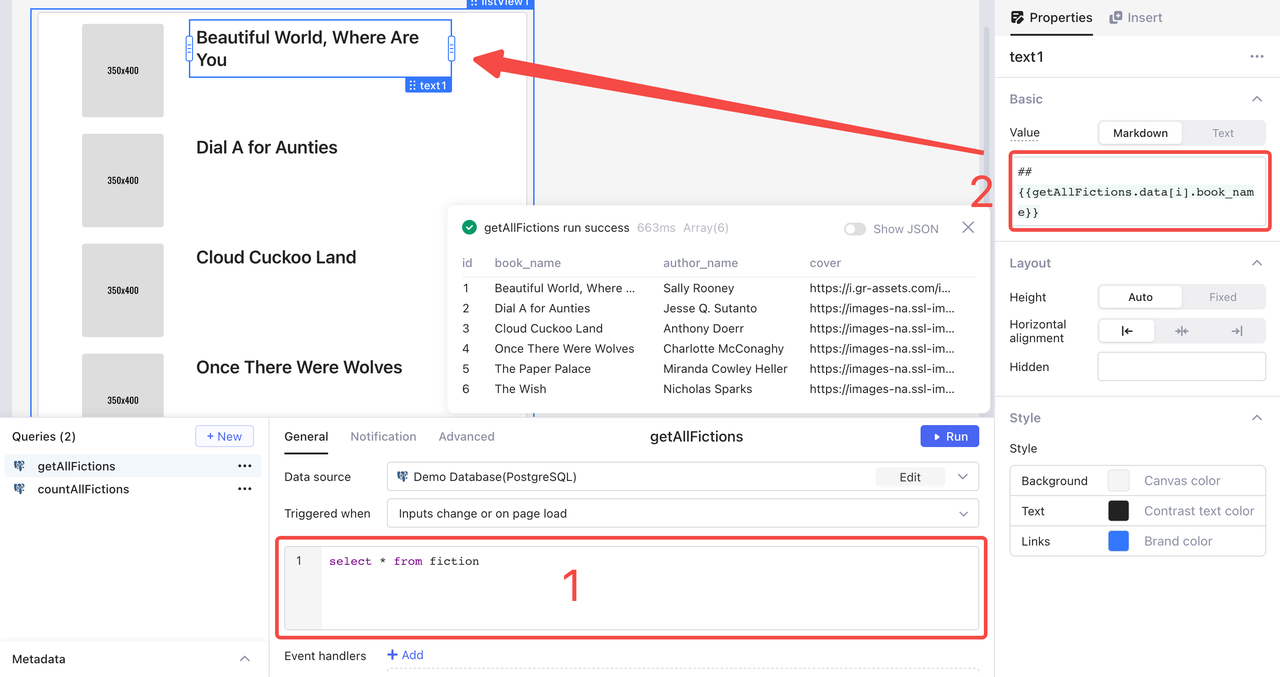 listView1
350x400
Beautiful World, Where Are
You
text1
350x400
Dial A for Aunties
350x400
Cloud Cuckoo Land
350x400
Once There Were Wolves
getAllFictions run success 663ms Array(6)
Show JSON
id book_name author_name cover
1 Beautiful World, Where ... Sally Rooney https://i.gr-assets.com/i...
2 Dial A for Aunties Jesse Q. Sutanto https://images-na.ssl-im...
3 Cloud Cuckoo Land Anthony Doerr https://images-na.ssl-im...
4 Once There Were Wolves Charlotte McConaghy https://images-na.ssl-im...
5 The Paper Palace Miranda Cowley Heller https://images-na.ssl-im...
6 The Wish Nicholas Sparks https://images-na.ssl-im...
Properties Insert
text1
Basic
Value Markdown Text
2
##
{{getAllFictions.data[i].book_nam
e}}
Layout
Height Auto Fixed
Horizontal
alignment
Hidden
Style
Style
Background Canvas color
Text Contrast text color
Links Brand color
Queries (2) + New
getAllFictions
countAllFictions
Metadata
General Notification Advanced getAllFictions Run
Data source Demo Database(PostgreSQL) Edit
Triggered when Inputs change or on page load
1 select * from fiction
1
Event handlers + Add